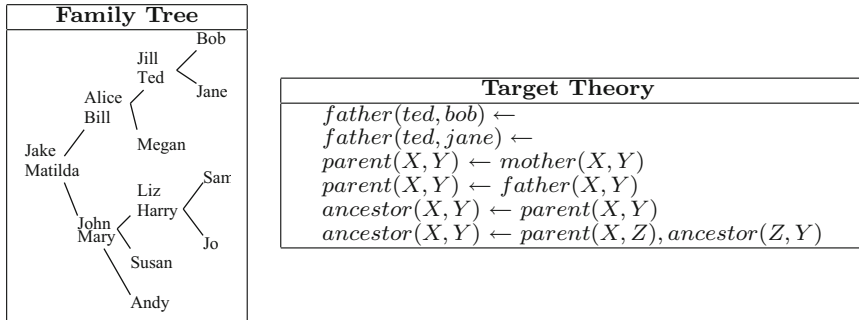 Family Tree
Bob
Jill
Ted
Jane
Alice
Bill
Megan
Jake
Matilda
Sam
Liz
Harry
John
Mary
Jo
Susan
Andy
Target Theory
father(ted, bob) ←
father(ted, jane) ←
parent(X, Y) ← mother(X, Y)
parent(X, Y) ← father(X, Y)
ancestor(X, Y) ← parent(X, Y)
ancestor(X, Y) ← parent(X, Z), ancestor(Z, Y)